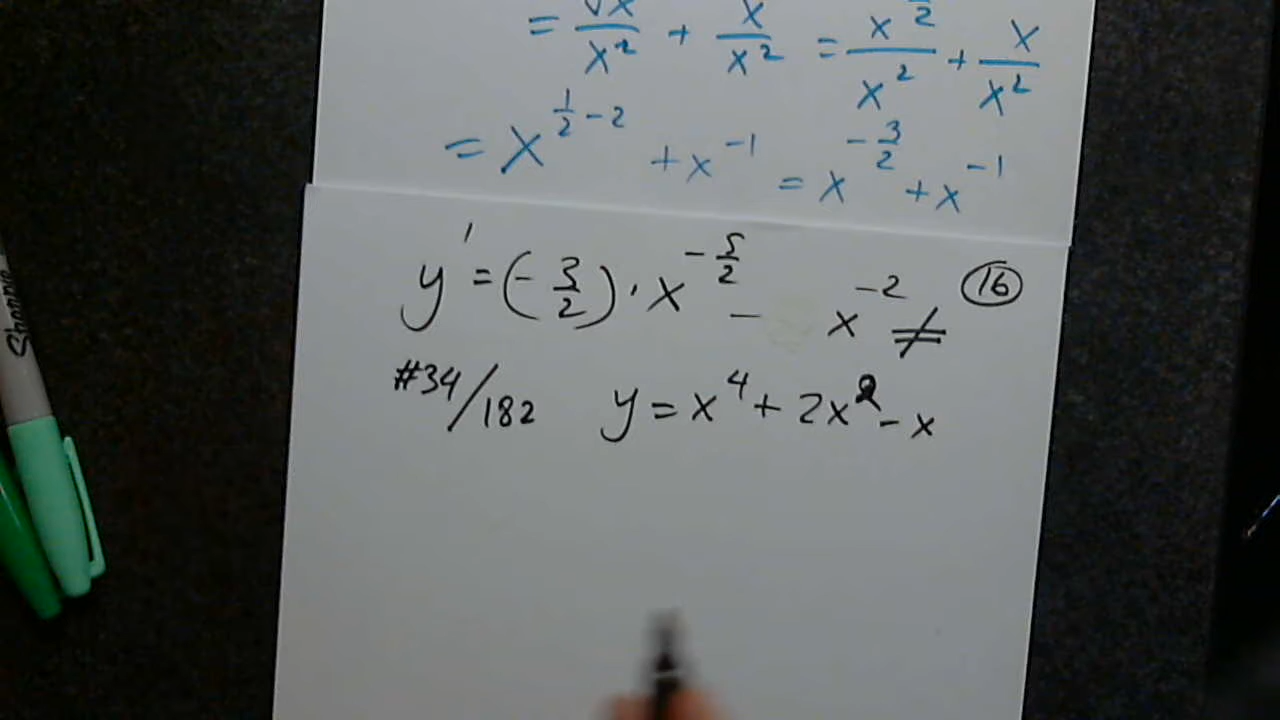 = √x/x² + x/x² = x^(1/2)/x² + x/x²
= x^(1/2 - 2) + x^(-1) = x^(-3/2) + x^(-1)
y' = (-3/2) · x^(-5/2) - x^(-2) ≠ 16
#34/182 y = x⁴ + 2x² - x
Sharpie